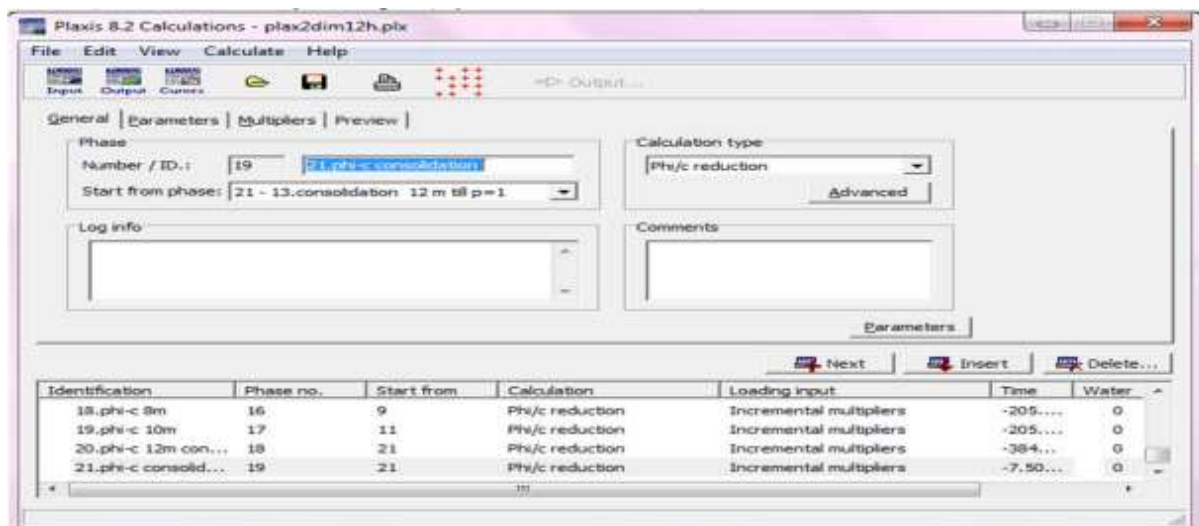 Plaxis 8.2 Calculations - plax2dim12h.plx
File Edit View Calculate Help
Input Output Curves Output...
General Parameters Multipliers Preview
Phase
Number / ID.: 19 21.phi-c consolidation
Start from phase: 21 - 13.consolidation 12 m till p=1
Calculation type
Phi/c reduction
Advanced
Log info
Comments
Parameters
Next Insert Delete...
Identification Phase no. Start from Calculation Loading input Time Water
18.phi-c 8m 16 9 Phi/c reduction Incremental multipliers -205.... 0
19.phi-c 10m 17 11 Phi/c reduction Incremental multipliers -205.... 0
20.phi-c 12m con... 18 21 Phi/c reduction Incremental multipliers -384... 0
21.phi-c consolid... 19 21 Phi/c reduction Incremental multipliers -7.50... 0